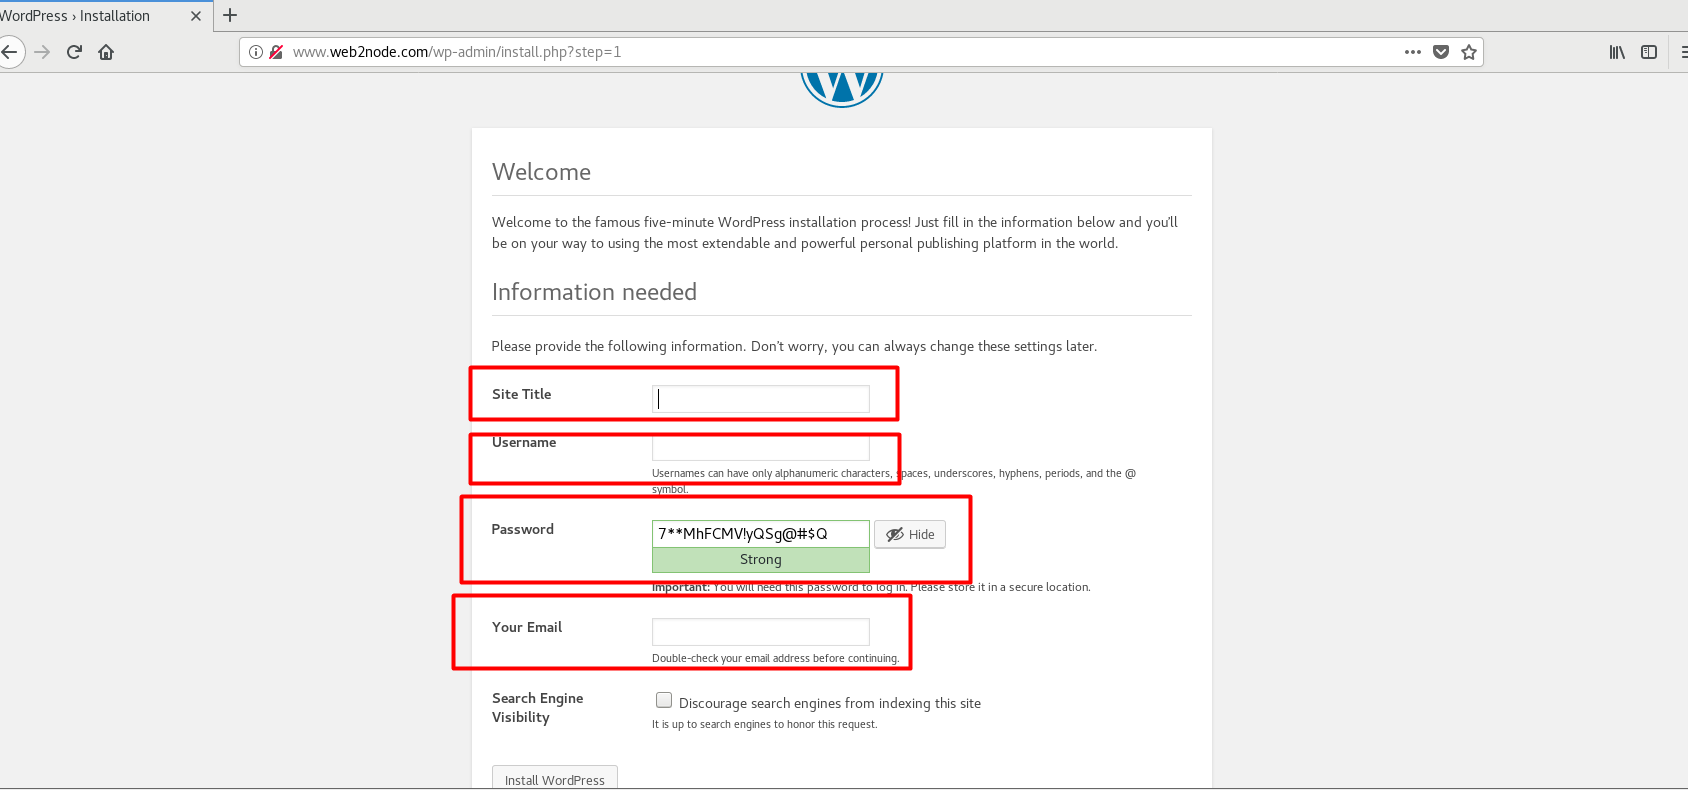 WordPress › Installation
www.web2node.com/wp-admin/install.php?step=1
Welcome
Welcome to the famous five-minute WordPress installation process! Just fill in the information below and you'll
be on your way to using the most extendable and powerful personal publishing platform in the world.
Information needed
Please provide the following information. Don't worry, you can always change these settings later.
Site Title
Username
Usernames can have only alphanumeric characters, spaces, underscores, hyphens, periods, and the @
symbol.
Password
7**MhFCMV!yQSg@#$Q
Hide
Strong
Important: You will need this password to log in. Please store it in a secure location.
Your Email
Double-check your email address before continuing.
Search Engine
Visibility
Discourage search engines from indexing this site
It is up to search engines to honor this request.
Install WordPress